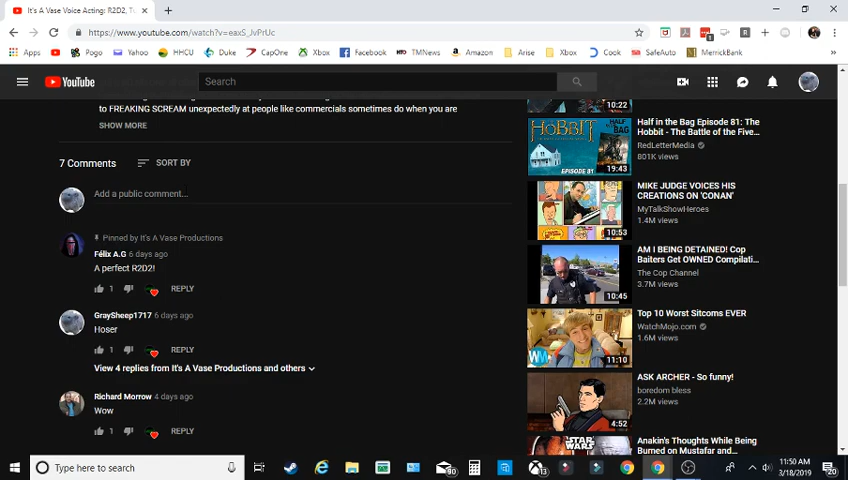 It's A Vase Voice Acting: R2D2, Tw
https://www.youtube.com/watch?v=eaxS_JvPrUc
Apps
Pogo
Yahoo
HHCU
Duke
CapOne
Xbox
Facebook
TMNews
Amazon
Arise
Xbox
Cook
SafeAuto
MerrickBank
YouTube
Search
to FREAKING SCREAM unexpectedly at people like commercials sometimes do when you are
SHOW MORE
7 Comments
SORT BY
Add a public comment...
Pinned by It's A Vase Productions
Félix A.G 6 days ago
A perfect R2D2!
1 REPLY
GraySheep1717 6 days ago
Hoser
1 REPLY
View 4 replies from It's A Vase Productions and others
Richard Morrow 4 days ago
Wow
1 REPLY
10:22
THE HOBBIT
HALF IN THE BAG
EPISODE 81
19:43
Half in the Bag Episode 81: The
Hobbit - The Battle of the Five...
RedLetterMedia
801K views
10:53
MIKE JUDGE VOICES HIS
CREATIONS ON 'CONAN'
MyTalkShowHeroes
1.4M views
10:45
AM I BEING DETAINED! Cop
Baiters Get OWNED Compilati...
The Cop Channel
3.7M views
WM
11:10
Top 10 Worst Sitcoms EVER
WatchMojo.com
1.6M views
4:52
ASK ARCHER - So funny!
boredom bless
2.2M views
STAR
WARS
Anakin's Thoughts While Being
Burned on Mustafar and...
Type here to search
90
13
11:50 AM
3/18/2019
20